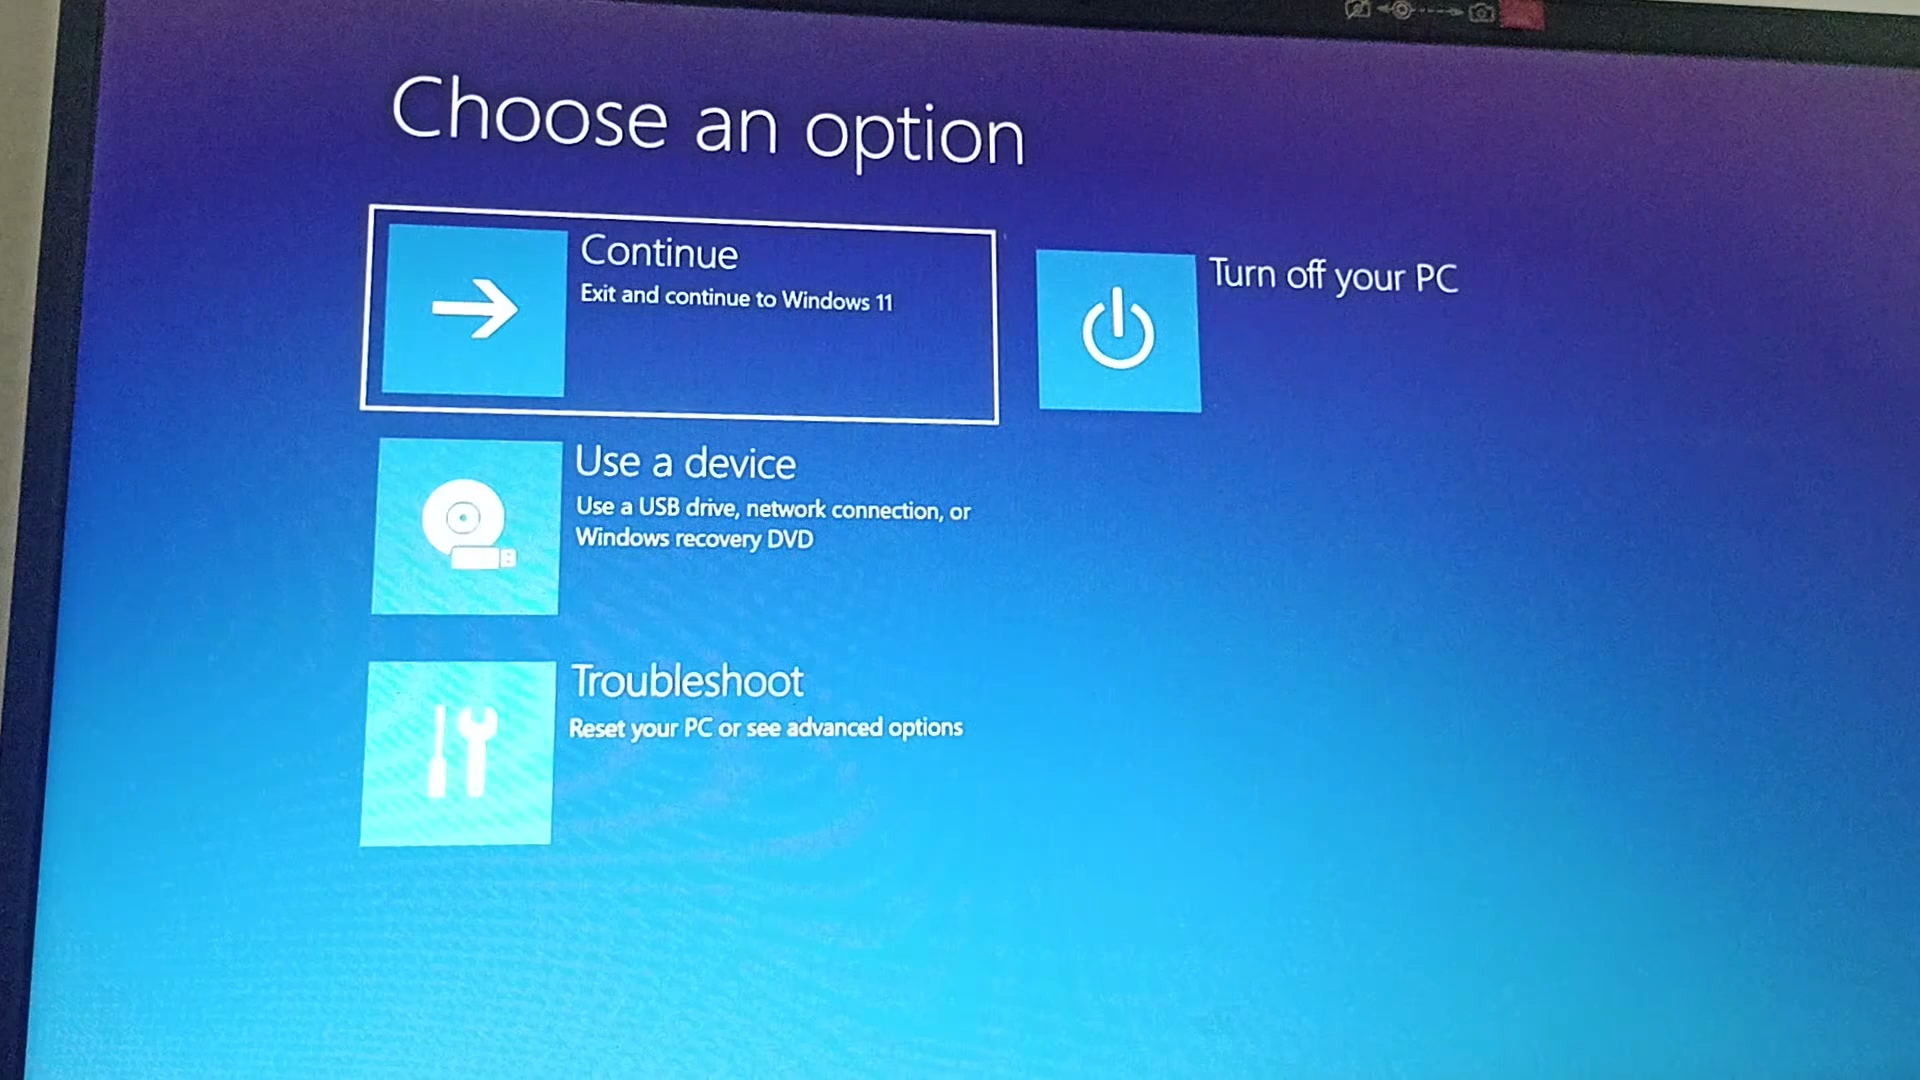 Choose an option
Continue
Exit and continue to Windows 11
Turn off your PC
Use a device
Use a USB drive, network connection, or
Windows recovery DVD
Troubleshoot
Reset your PC or see advanced options